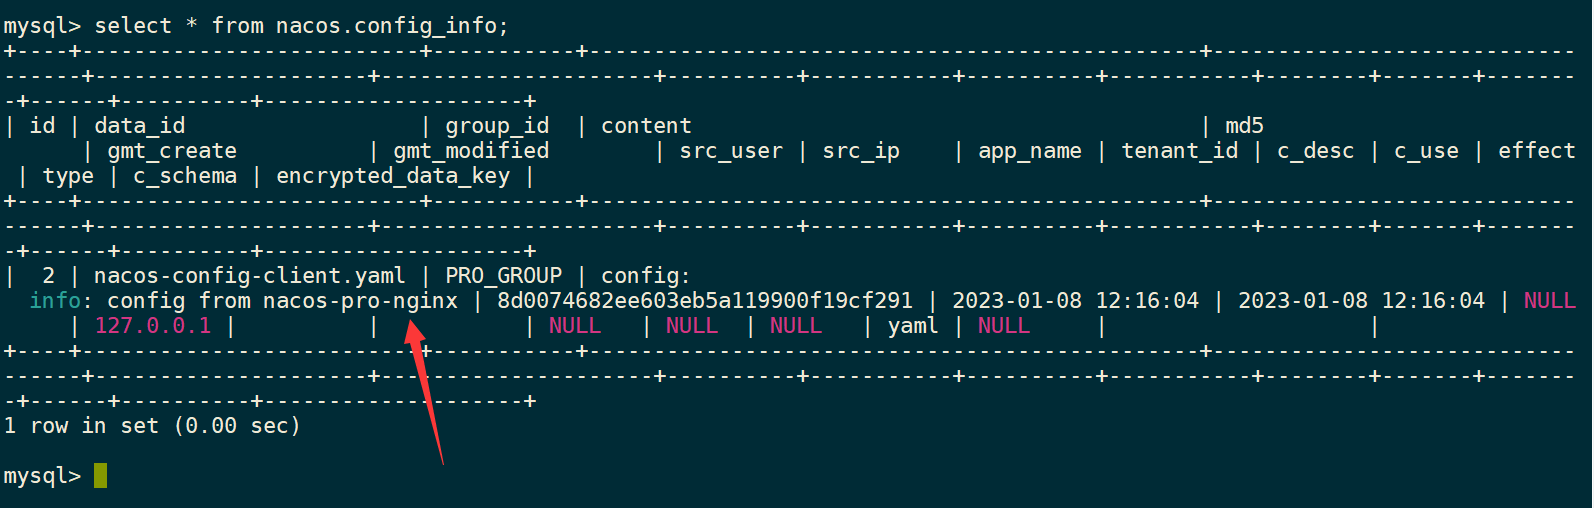 mysql> select * from nacos.config_info;
+----+--------------------------+-----------+-----------------------------------------------+----------------------------
------+---------------------+---------------------+----------+-----------+----------+-----------+--------+-------+-------
-+------+----------+--------------------+
| id | data_id                  | group_id  | content                                       | md5
      | gmt_create          | gmt_modified        | src_user | src_ip    | app_name | tenant_id | c_desc | c_use | effect
 | type | c_schema | encrypted_data_key |
+----+--------------------------+-----------+-----------------------------------------------+----------------------------
------+---------------------+---------------------+----------+-----------+----------+-----------+--------+-------+-------
-+------+----------+--------------------+
|  2 | nacos-config-client.yaml | PRO_GROUP | config:
  info: config from nacos-pro-nginx | 8d0074682ee603eb5a119900f19cf291 | 2023-01-08 12:16:04 | 2023-01-08 12:16:04 | NULL
     | 127.0.0.1 |          |           | NULL   | NULL  | NULL   | yaml | NULL     |                    |
+----+--------------------------+-----------+-----------------------------------------------+----------------------------
------+---------------------+---------------------+----------+-----------+----------+-----------+--------+-------+-------
-+------+----------+--------------------+
1 row in set (0.00 sec)
mysql>